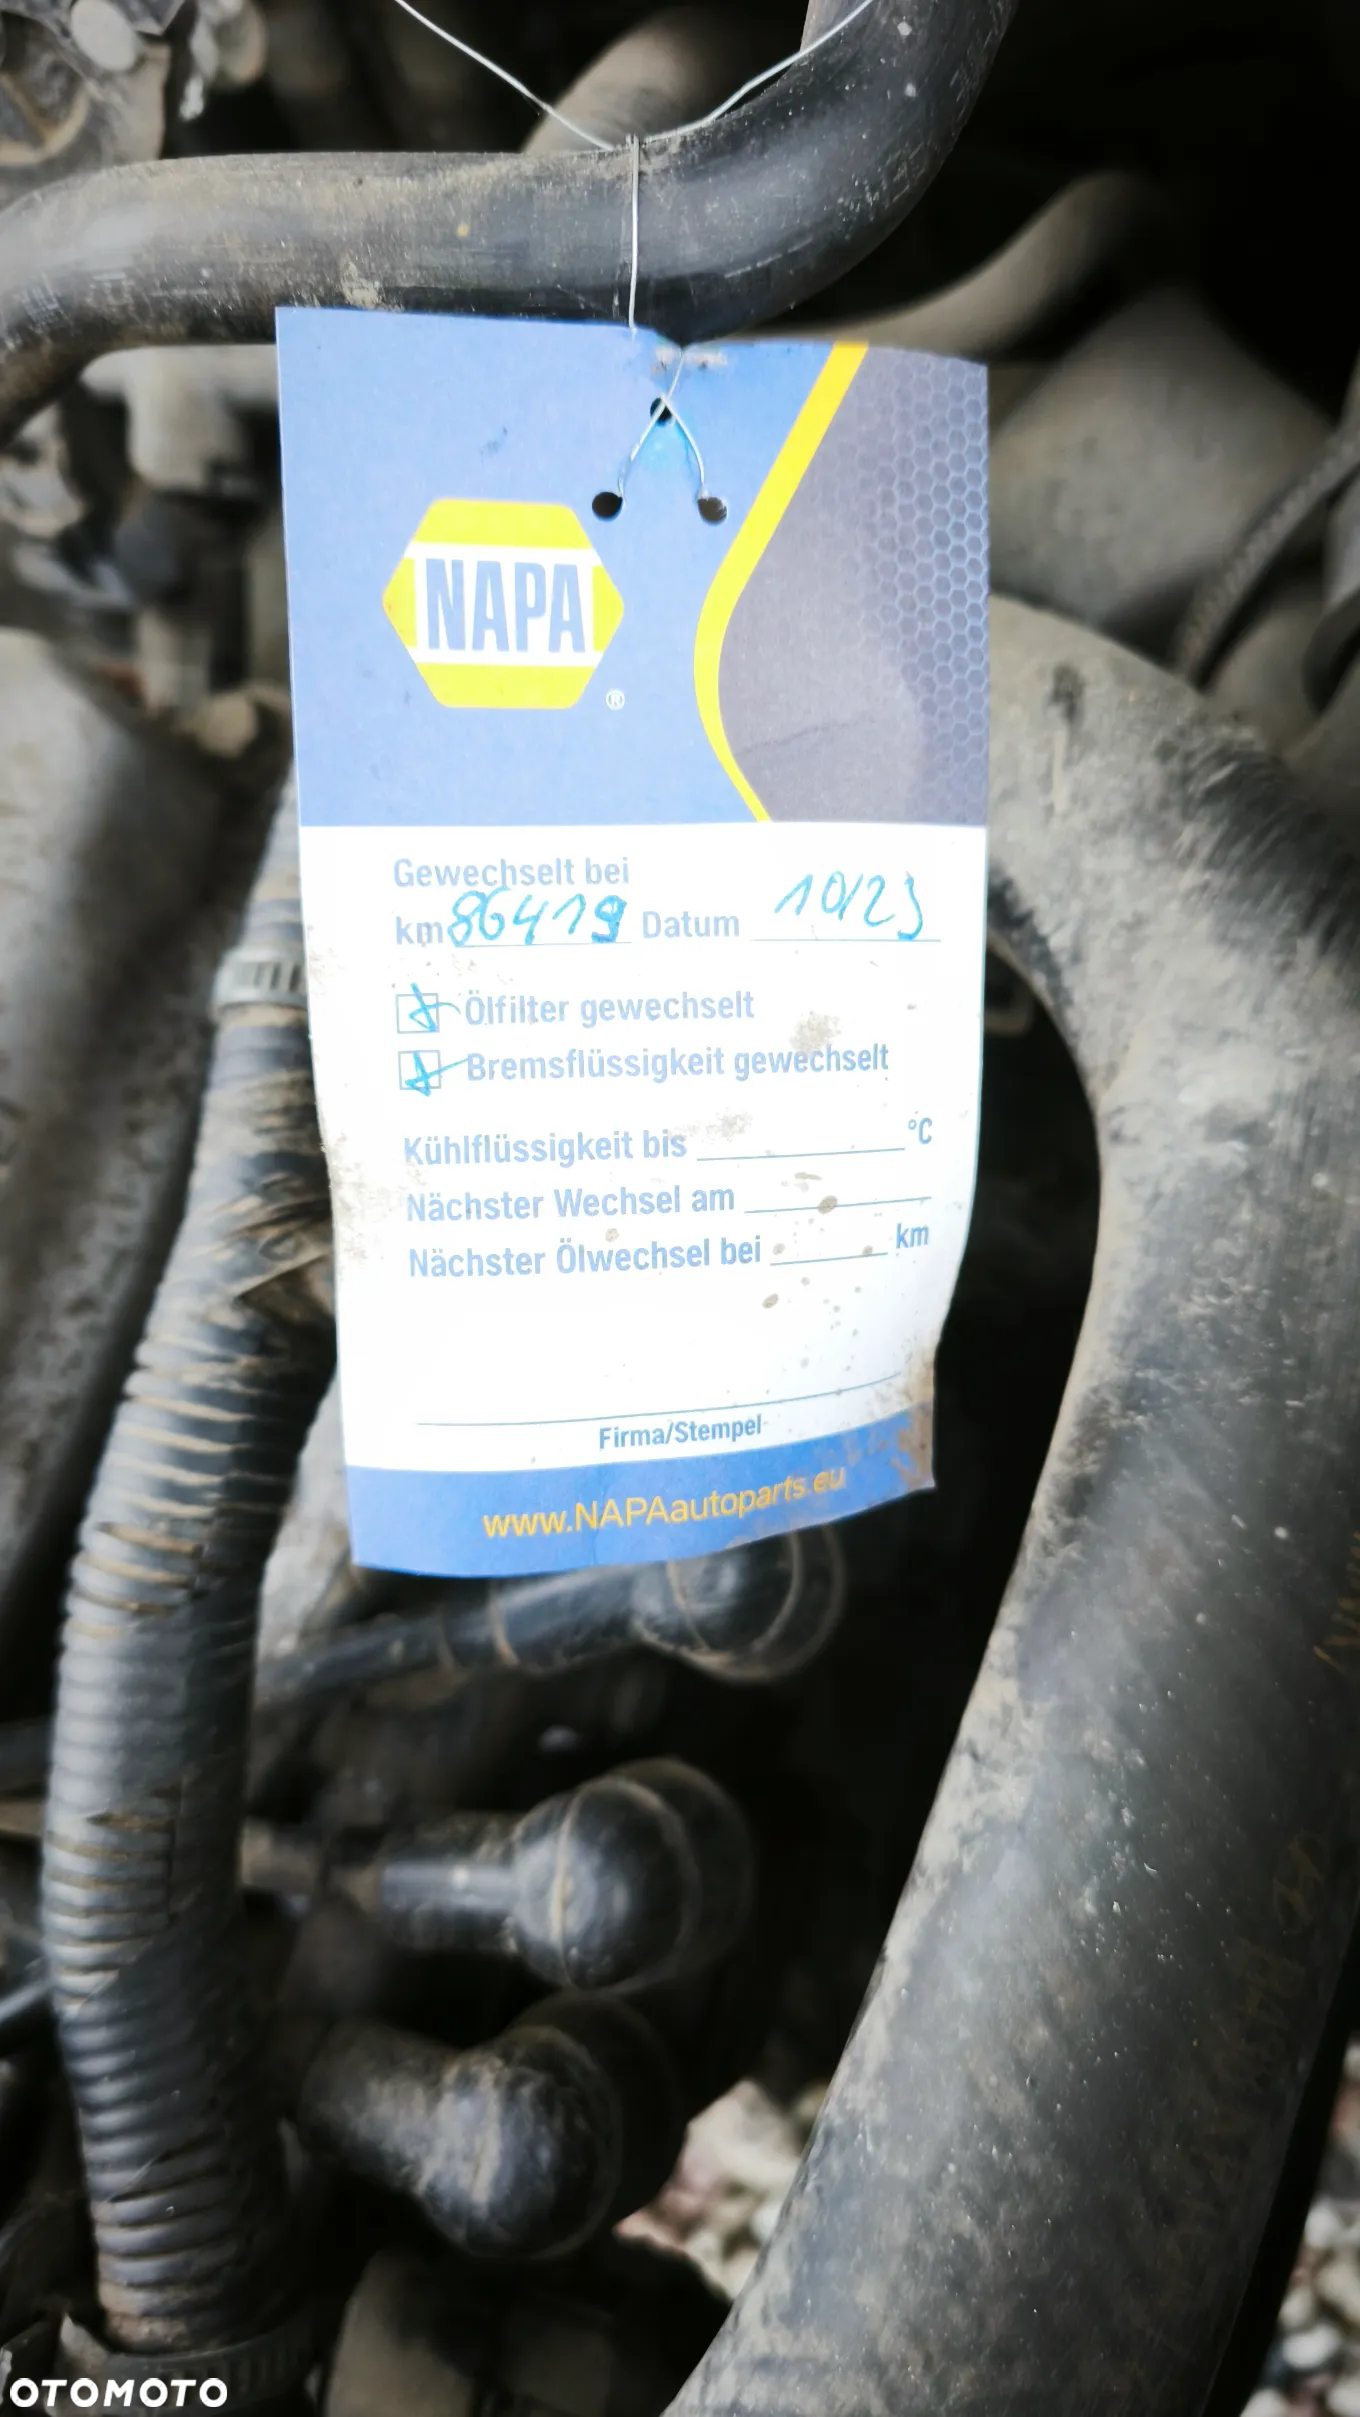 NAPA
®
Gewechselt bei
km 86419 Datum 10/23
Ölfilter gewechselt
Bremsflüssigkeit gewechselt
Kühlflüssigkeit bis °C
Nächster Wechsel am
Nächster Ölwechsel bei km
Firma/Stempel
www.NAPAautoparts.eu
OTOMOTO